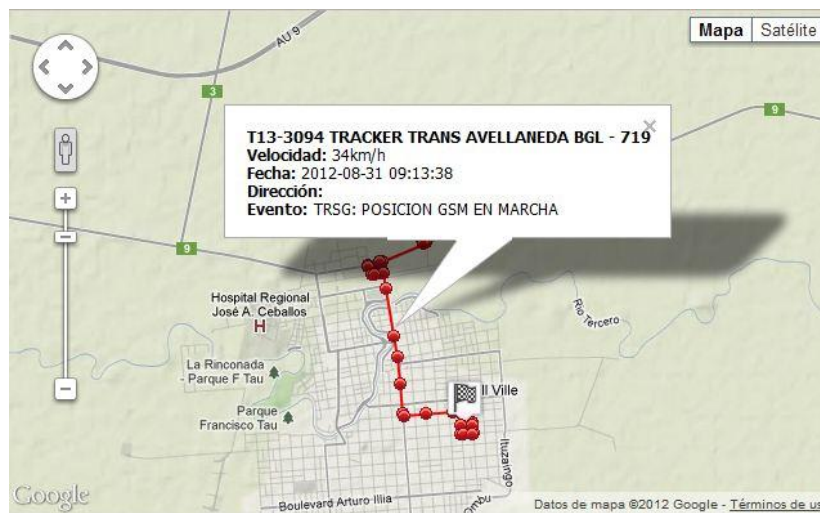 AU 9
Mapa
Satélite
3
9
T13-3094 TRACKER TRANS AVELLANEDA BGL - 719
Velocidad: 34km/h
Fecha: 2012-08-31 09:13:38
Dirección:
Evento: TRSG: POSICION GSM EN MARCHA
9
Hospital Regional
José A. Ceballos
H
Rio Tercero
La Rinconada
- Parque F Tau
ll Ville
Parque
Francisco Tau
Ituzaingo
Google
Boulevard Arturo Illia
Ombu
Datos de mapa ©2012 Google - Términos de us